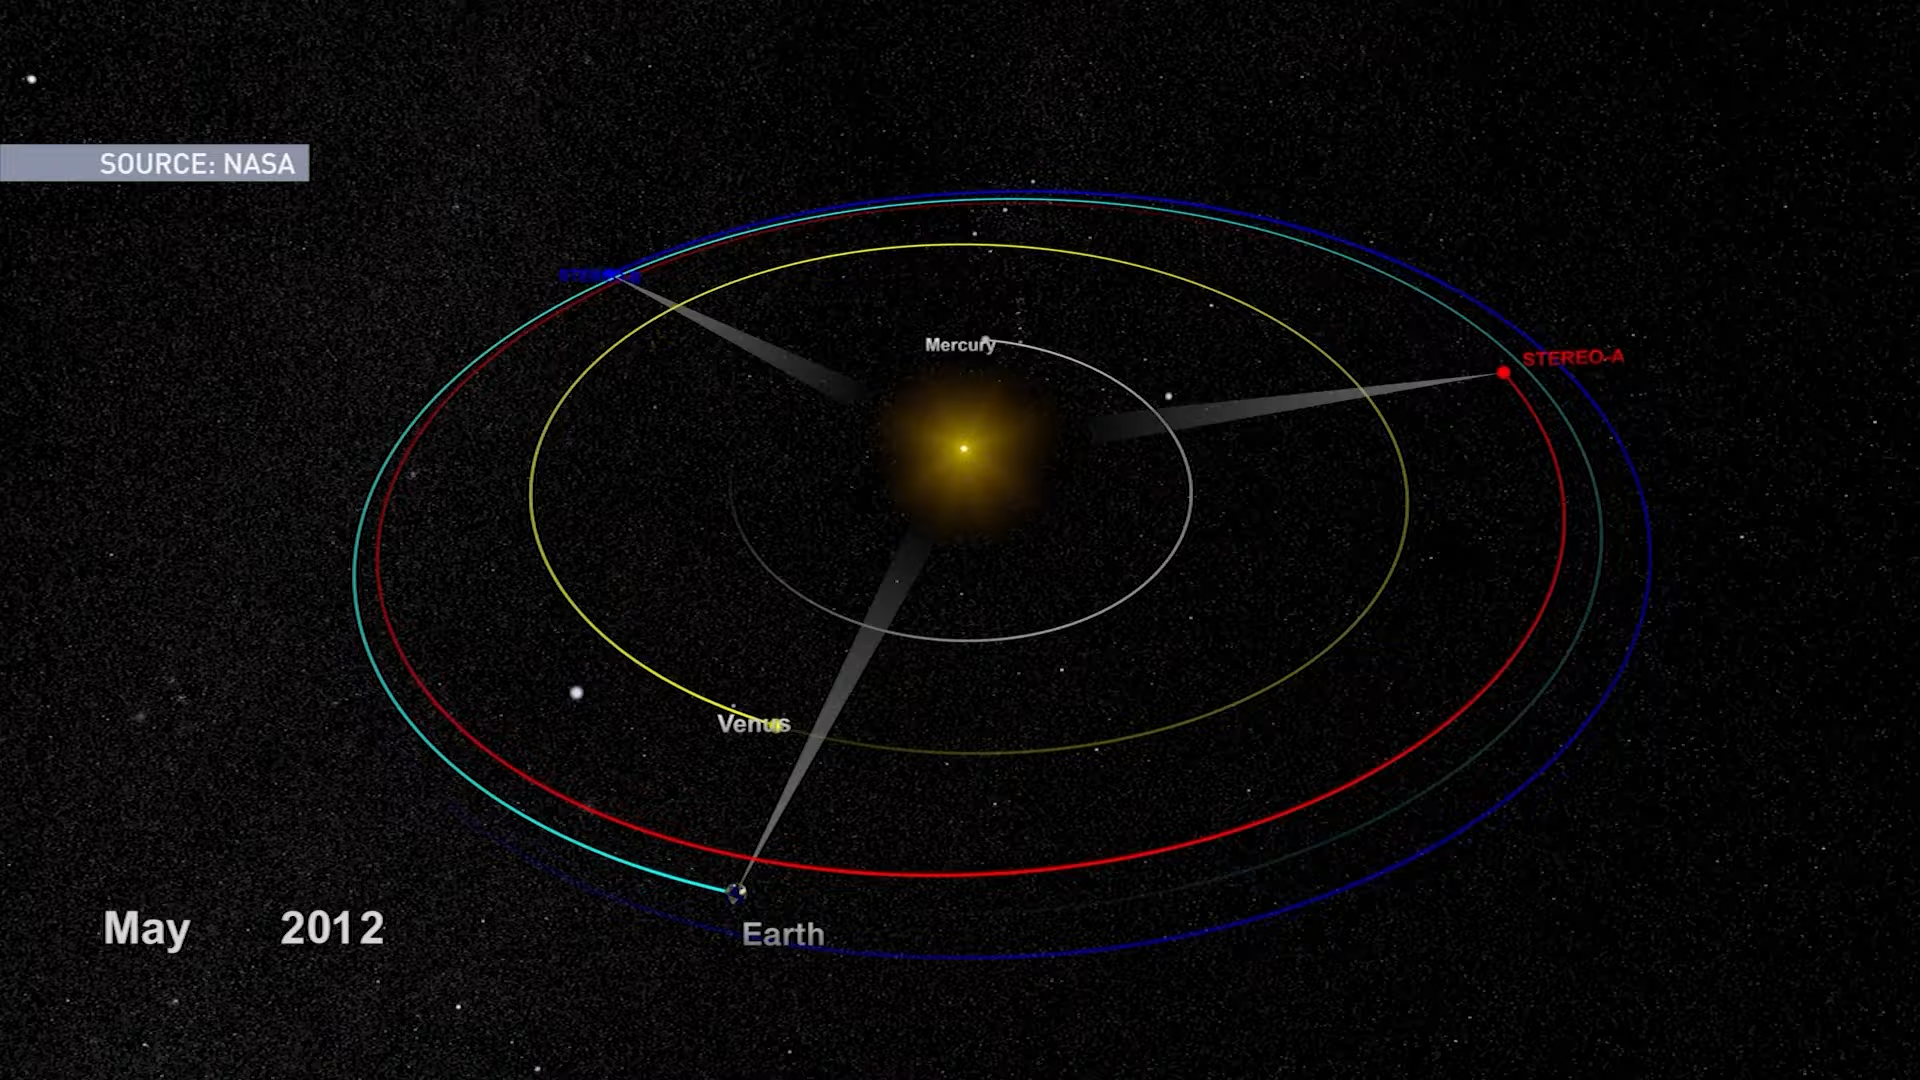 SOURCE: NASA
Mercury
STEREO-A
Venus
Earth
May 2012